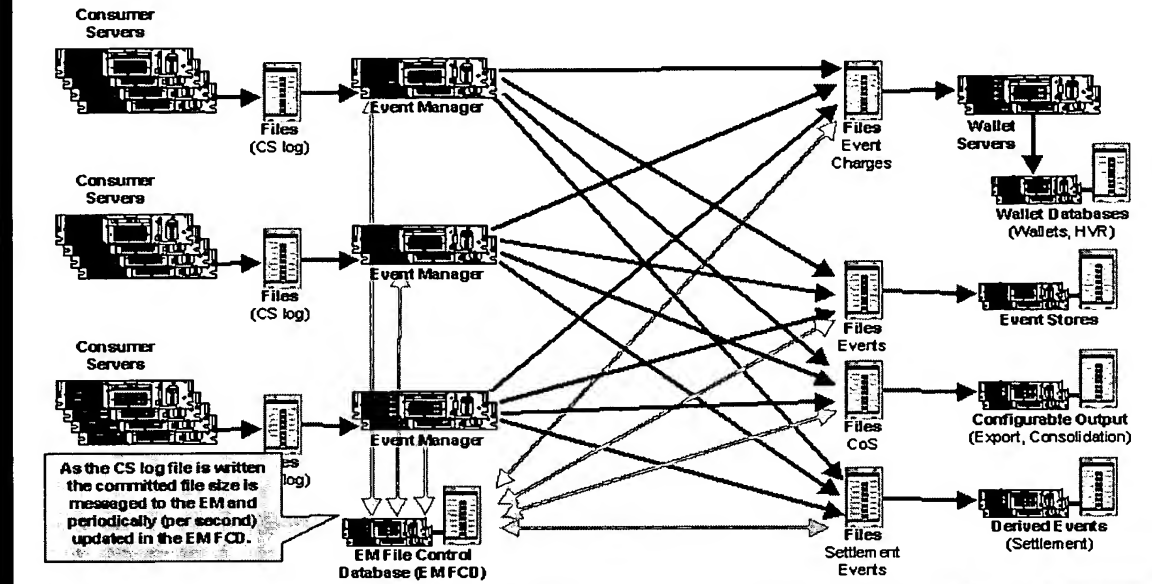 Consumer
Servers
Files
(CS log)
Event Manager
Files
Event
Charges
Wallet
Servers
Wallet Databases
(Wallets, HVR)
Consumer
Servers
Files
(CS log)
Event Manager
Files
Events
Event Stores
Consumer
Servers
log)
Event Manager
Files
CoS
Configurable Output
(Export, Consolidation)
As the CS log file is written
the committed file size is
messaged to the EM and
periodically (per second)
updated in the EM FCD.
EM File Control
Database (EMFCD)
Files
Settlement
Events
Derived Events
(Settlement)